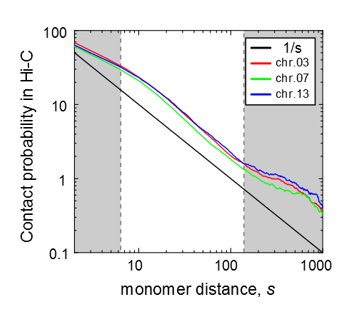 Contact probability in Hi-C
100
10
1
0.1
1/s
chr.03
chr.07
chr.13
10
100
1000
monomer distance, s